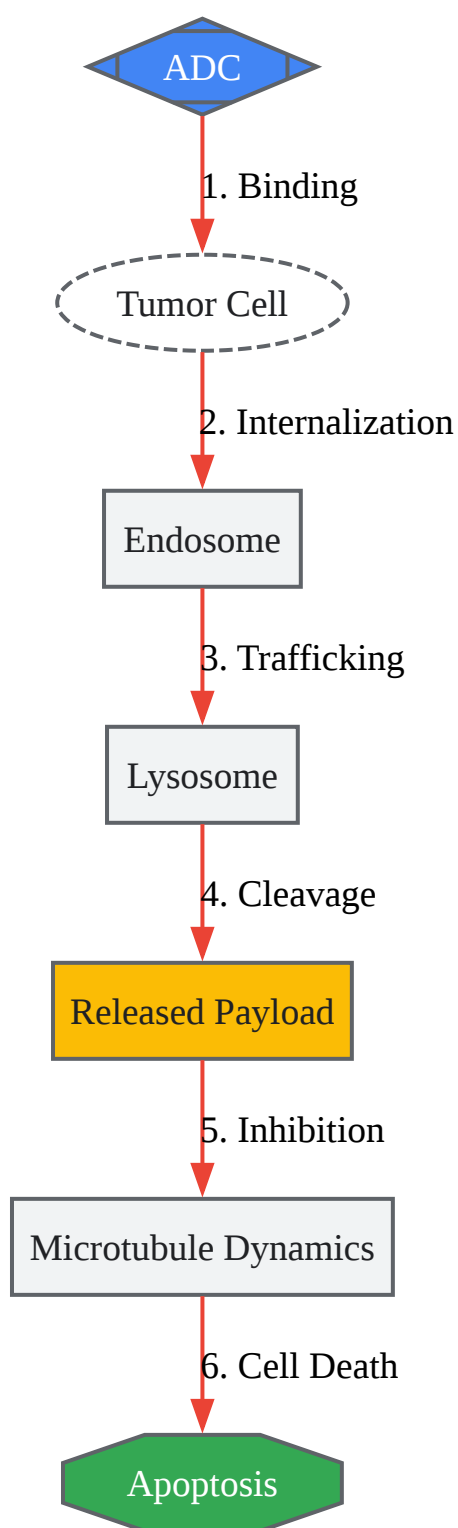 ADC
1. Binding
Tumor Cell
2. Internalization
Endosome
3. Trafficking
Lysosome
4. Cleavage
Released Payload
5. Inhibition
Microtubule Dynamics
6. Cell Death
Apoptosis